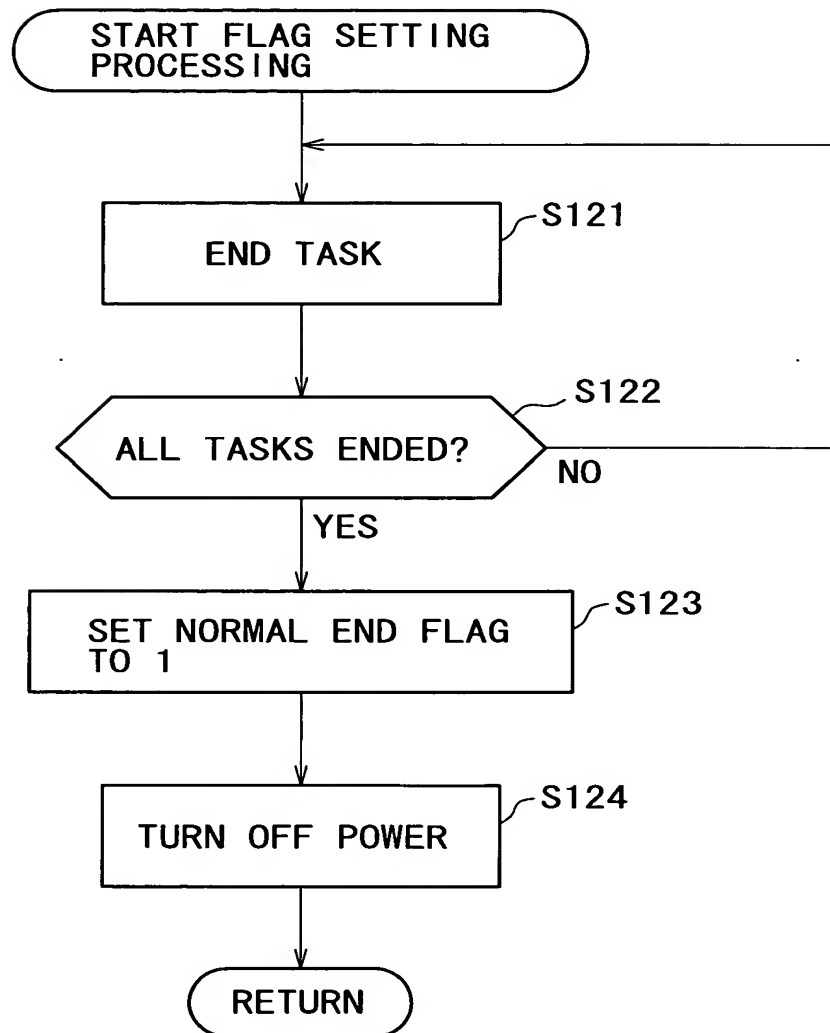 START FLAG SETTING
PROCESSING
S121
END TASK
S122
ALL TASKS ENDED?
NO
YES
S123
SET NORMAL END FLAG
TO 1
S124
TURN OFF POWER
RETURN